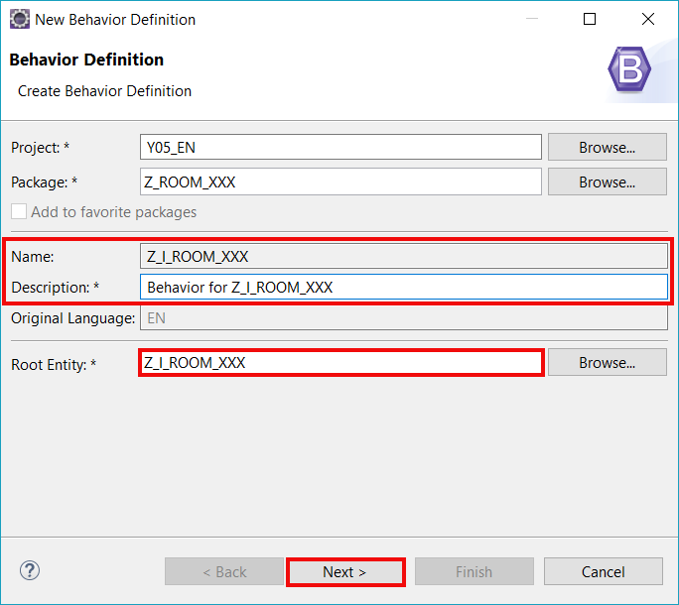 New Behavior Definition
Behavior Definition
Create Behavior Definition
B
Project: * Y05_EN Browse...
Package: * Z_ROOM_XXX Browse...
Add to favorite packages
Name: Z_I_ROOM_XXX
Description: * Behavior for Z_I_ROOM_XXX
Original Language: EN
Root Entity: * Z_I_ROOM_XXX Browse...
? < Back Next > Finish Cancel